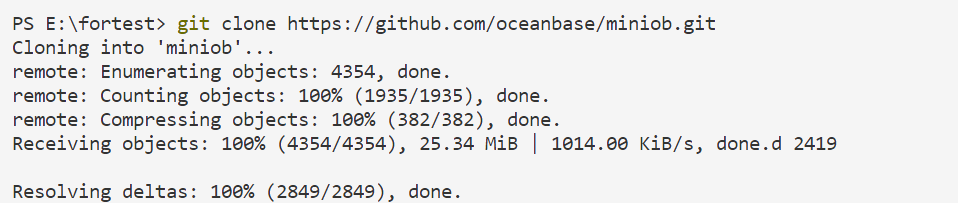 PS E:\fortest> git clone https://github.com/oceanbase/miniob.git
Cloning into 'miniob'...
remote: Enumerating objects: 4354, done.
remote: Counting objects: 100% (1935/1935), done.
remote: Compressing objects: 100% (382/382), done.
Receiving objects: 100% (4354/4354), 25.34 MiB | 1014.00 KiB/s, done.d 2419
Resolving deltas: 100% (2849/2849), done.